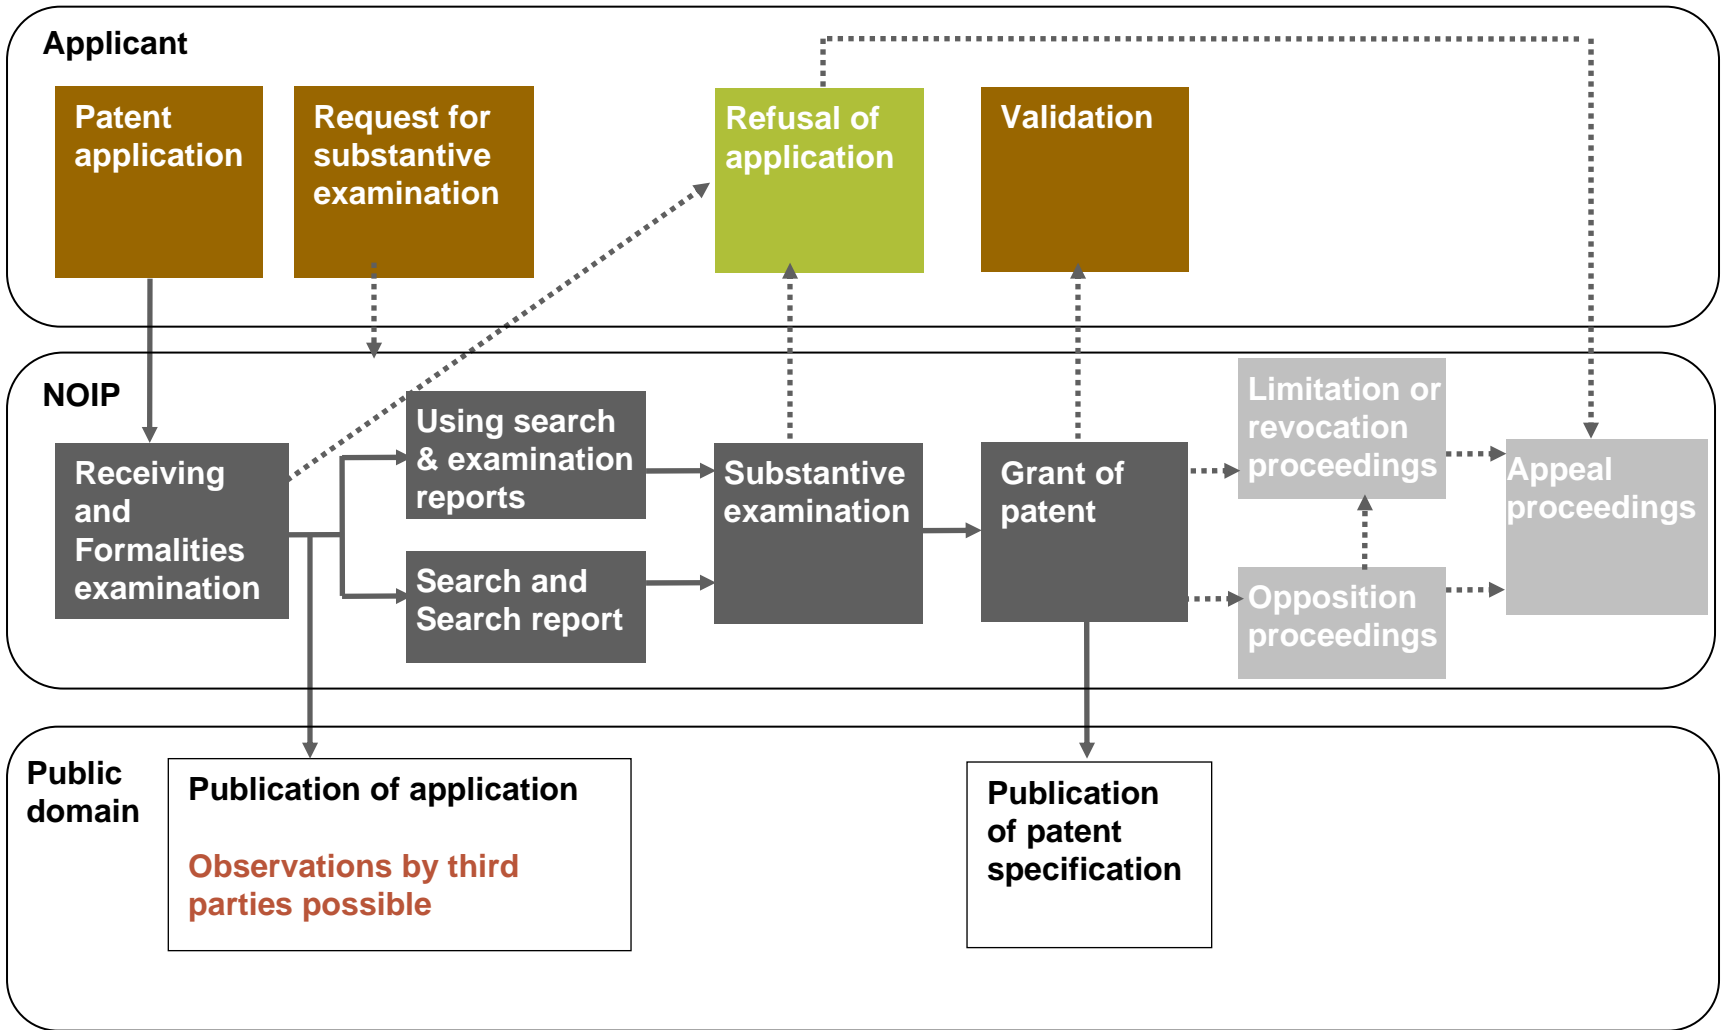 Applicant
Patent
application
Request for
substantive
examination
Refusal of
application
Validation
NOIP
Receiving
and
Formalities
examination
Using search
& examination
reports
Search and
Search report
Substantive
examination
Grant of
patent
Limitation or
revocation
proceedings
Opposition
proceedings
Appeal
proceedings
Public
domain
Publication of application
Observations by third
parties possible
Publication
of patent
specification